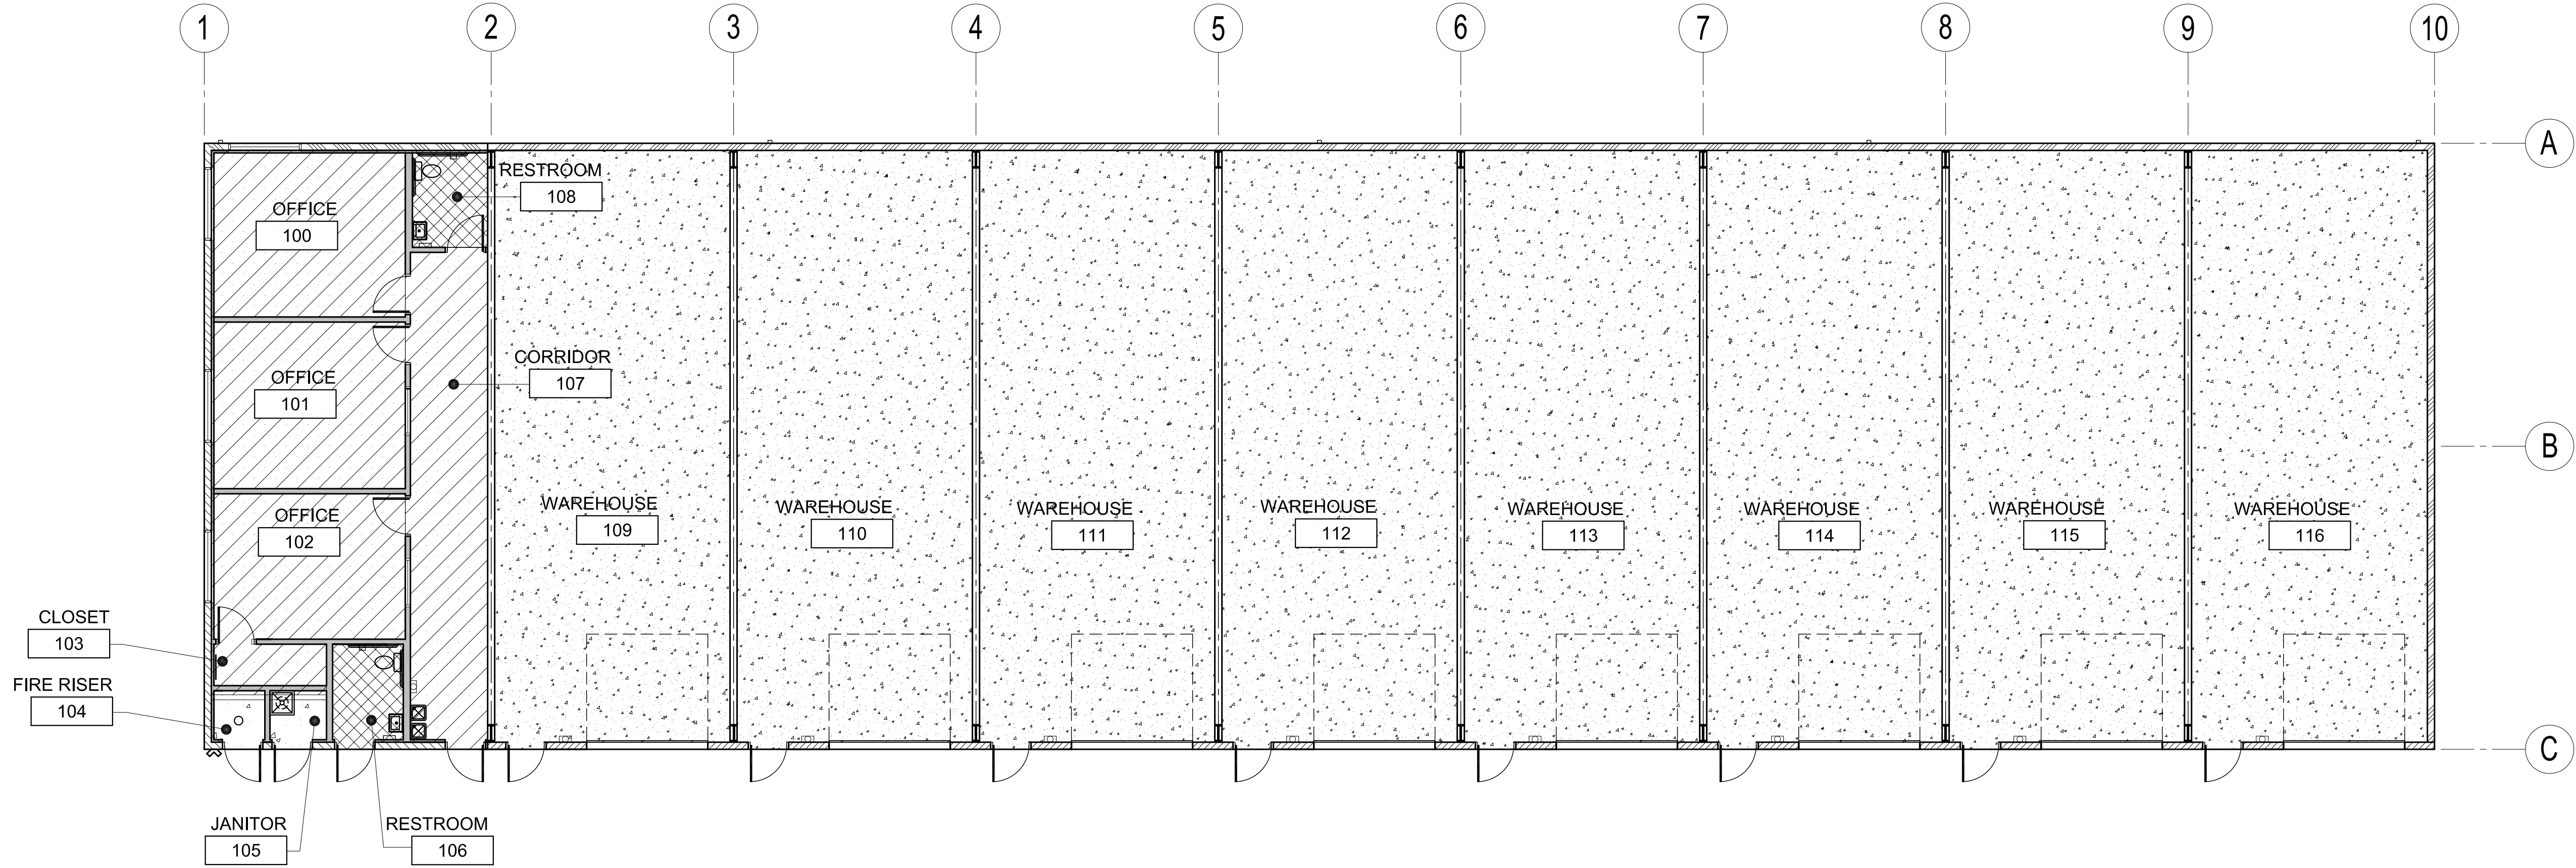 1
2
3
4
5
6
7
8
9
10
A
B
C
OFFICE
100
RESTROOM
108
OFFICE
101
CORRIDOR
107
OFFICE
102
WAREHOUSE
109
WAREHOUSE
110
WAREHOUSE
111
WAREHOUSE
112
WAREHOUSE
113
WAREHOUSE
114
WAREHOUSE
115
WAREHOUSE
116
CLOSET
103
FIRE RISER
104
JANITOR
105
RESTROOM
106